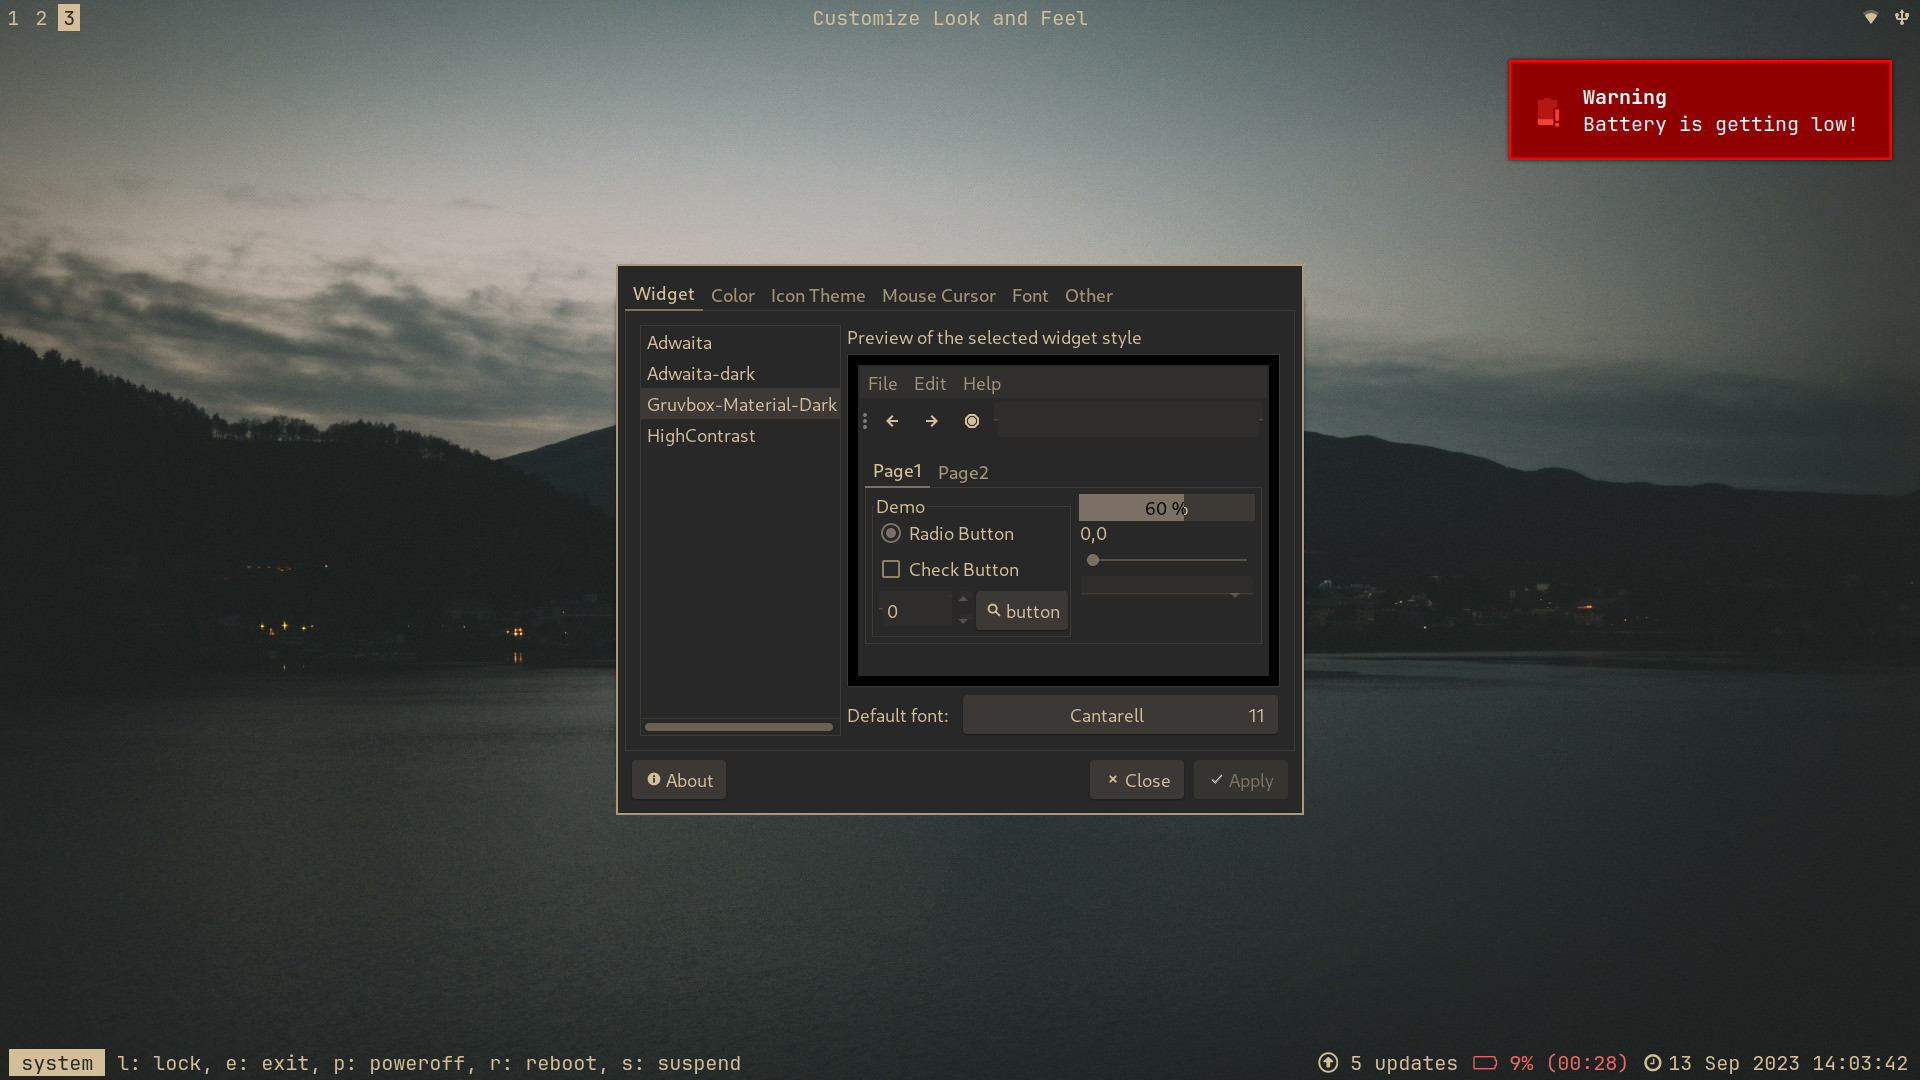 1 2 3
Customize Look and Feel
Warning
Battery is getting low!
Widget Color Icon Theme Mouse Cursor Font Other
Adwaita
Adwaita-dark
Gruvbox-Material-Dark
HighContrast
Preview of the selected widget style
File Edit Help
Page1 Page2
Demo
Radio Button
Check Button
0
button
60 %
0,0
Default font:
Cantarell 11
About
Close
Apply
system l: lock, e: exit, p: poweroff, r: reboot, s: suspend
5 updates 9% (00:28) 13 Sep 2023 14:03:42